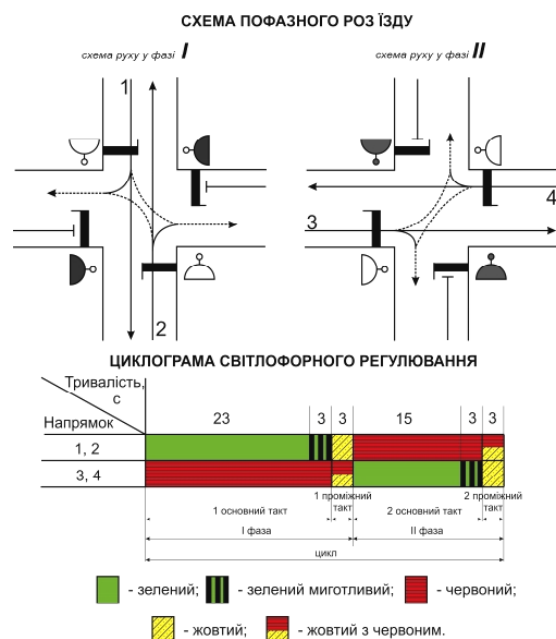 СХЕМА ПОФАЗНОГО РОЗ ЇЗДУ
схема руху у фазі I
схема руху у фазі II
1
2
3
4
ЦИКЛОГРАМА СВІТЛОФОРНОГО РЕГУЛЮВАННЯ
Тривалість, с
Напрямок
23 3 3 15 3 3
1, 2
3, 4
1 основний такт
1 проміжний такт
2 основний такт
2 проміжний такт
I фаза
II фаза
цикл
- зелений; - зелений миготливий; - червоний;
- жовтий; - жовтий з червоним.